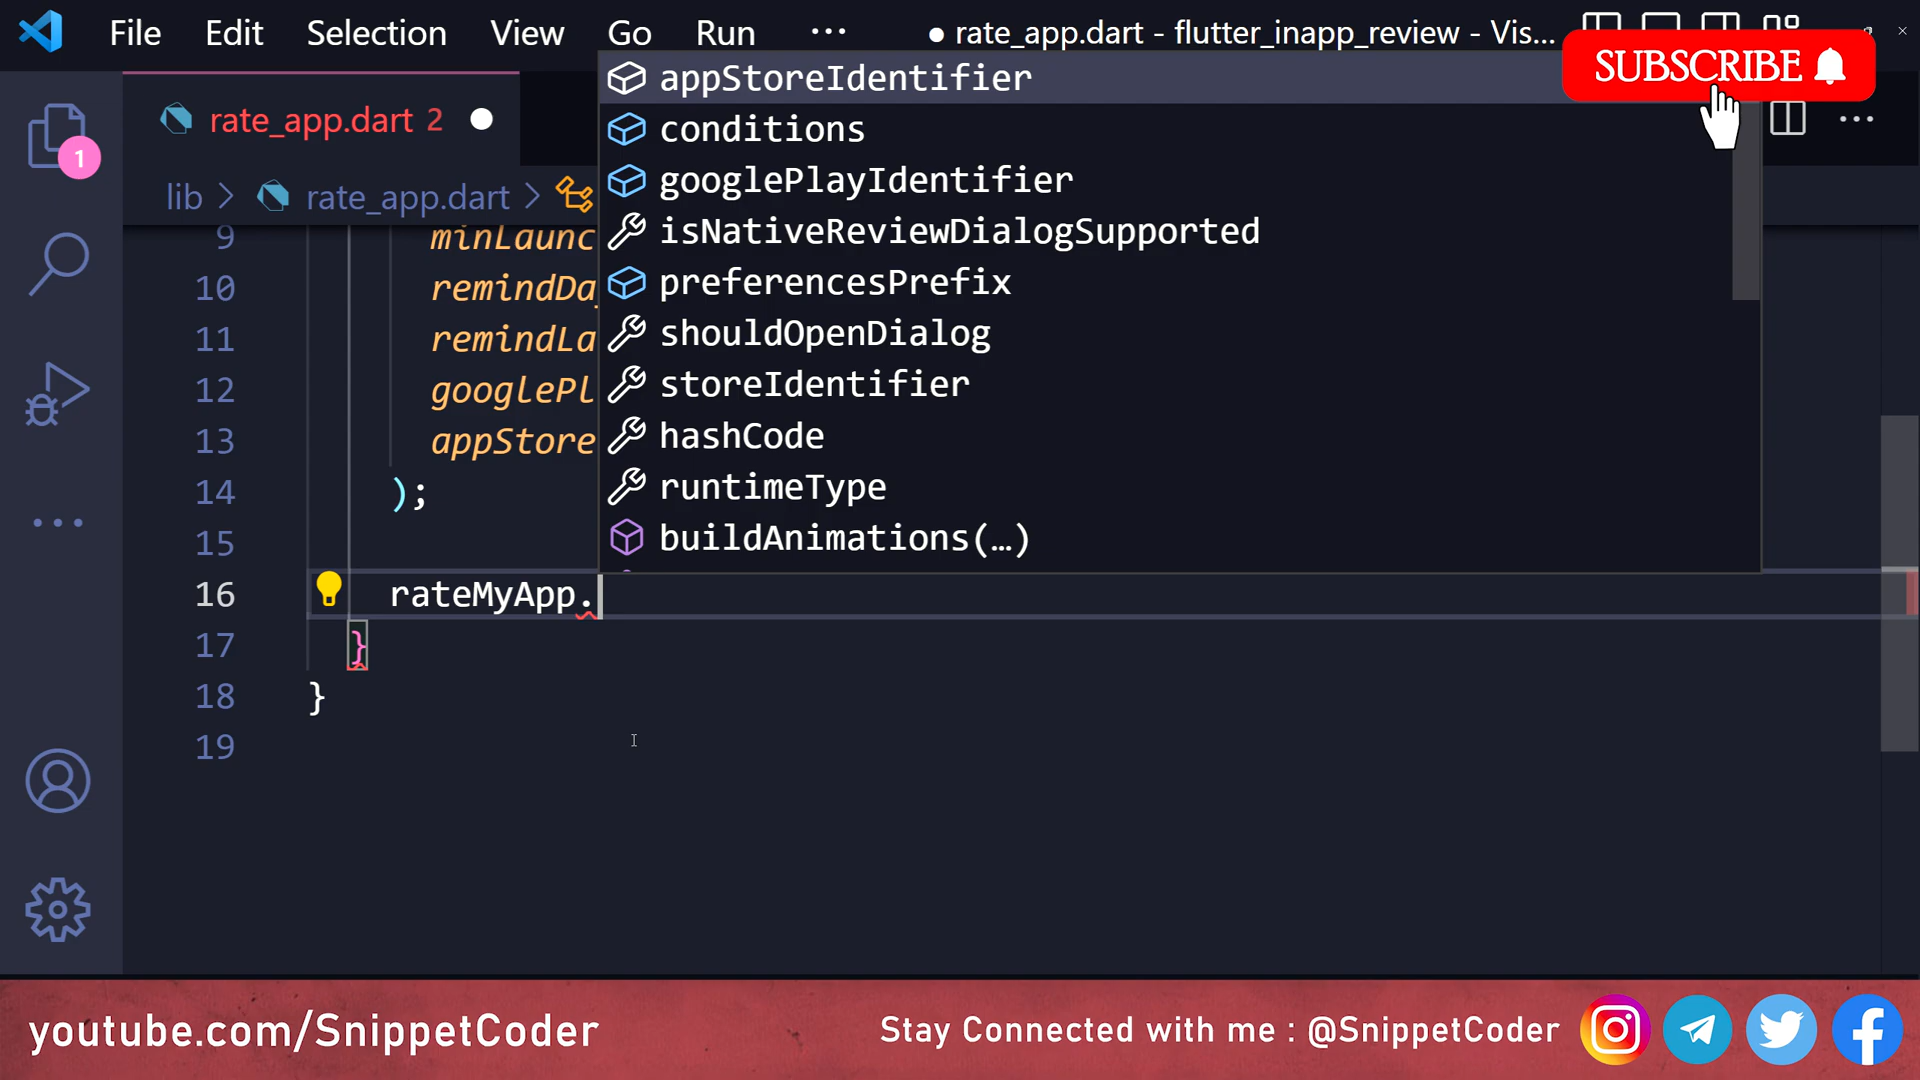 File Edit Selection View Go Run ··· ● rate_app.dart - flutter_inapp_review - Vis...
SUBSCRIBE
rate_app.dart 2
1
lib > rate_app.dart >
appStoreIdentifier
conditions
googlePlayIdentifier
isNativeReviewDialogSupported
preferencesPrefix
shouldOpenDialog
storeIdentifier
hashCode
runtimeType
buildAnimations(…)
9 minLaunc
10 remindDa
11 remindLa
12 googlePl
13 appStore
14 );
15
16 rateMyApp.
17 }
18 }
19
youtube.com/SnippetCoder
Stay Connected with me : @SnippetCoder